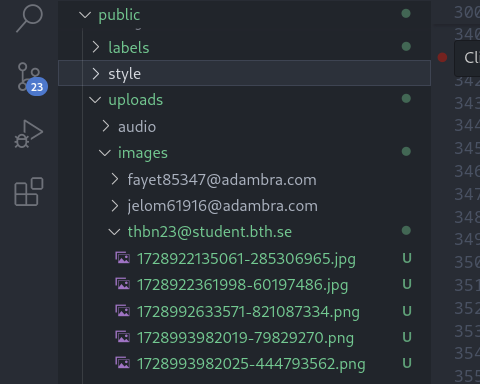 public
labels
style
uploads
audio
images
fayet85347@adambra.com
jelom61916@adambra.com
thbn23@student.bth.se
1728922135061-285306965.jpg U
1728922361998-60197486.jpg U
1728992633571-821087334.png U
1728993982019-79829270.png U
1728993982025-444793562.png U
23
300
340
Cli
342
343
344
345
346
347
348
349
350
351
352
353
354
355